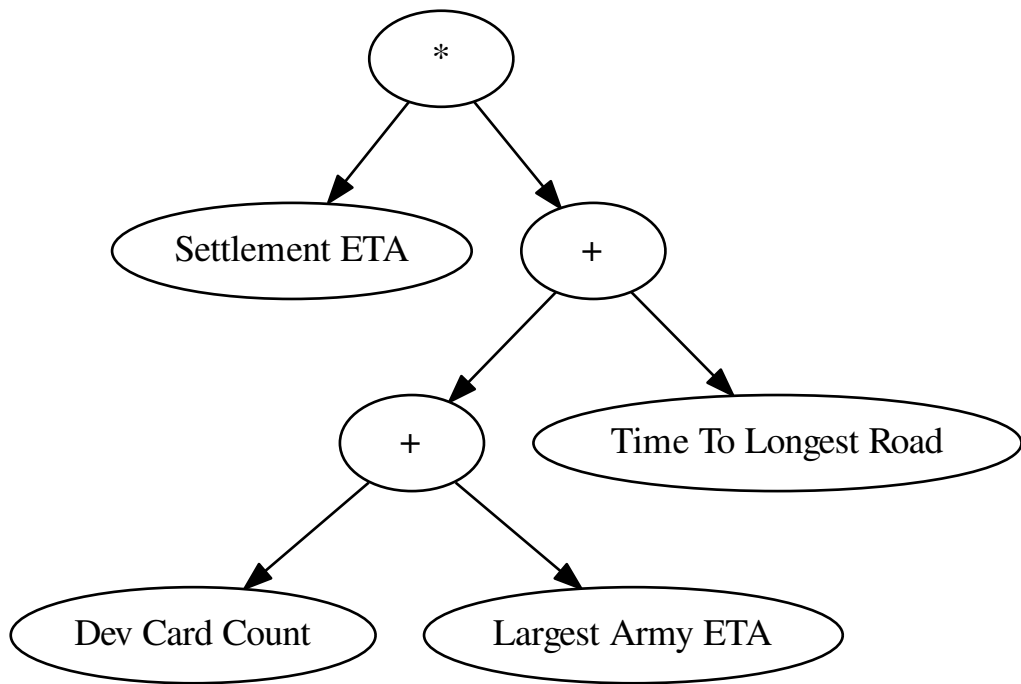 *
Settlement ETA
+
+
Time To Longest Road
Dev Card Count
Largest Army ETA